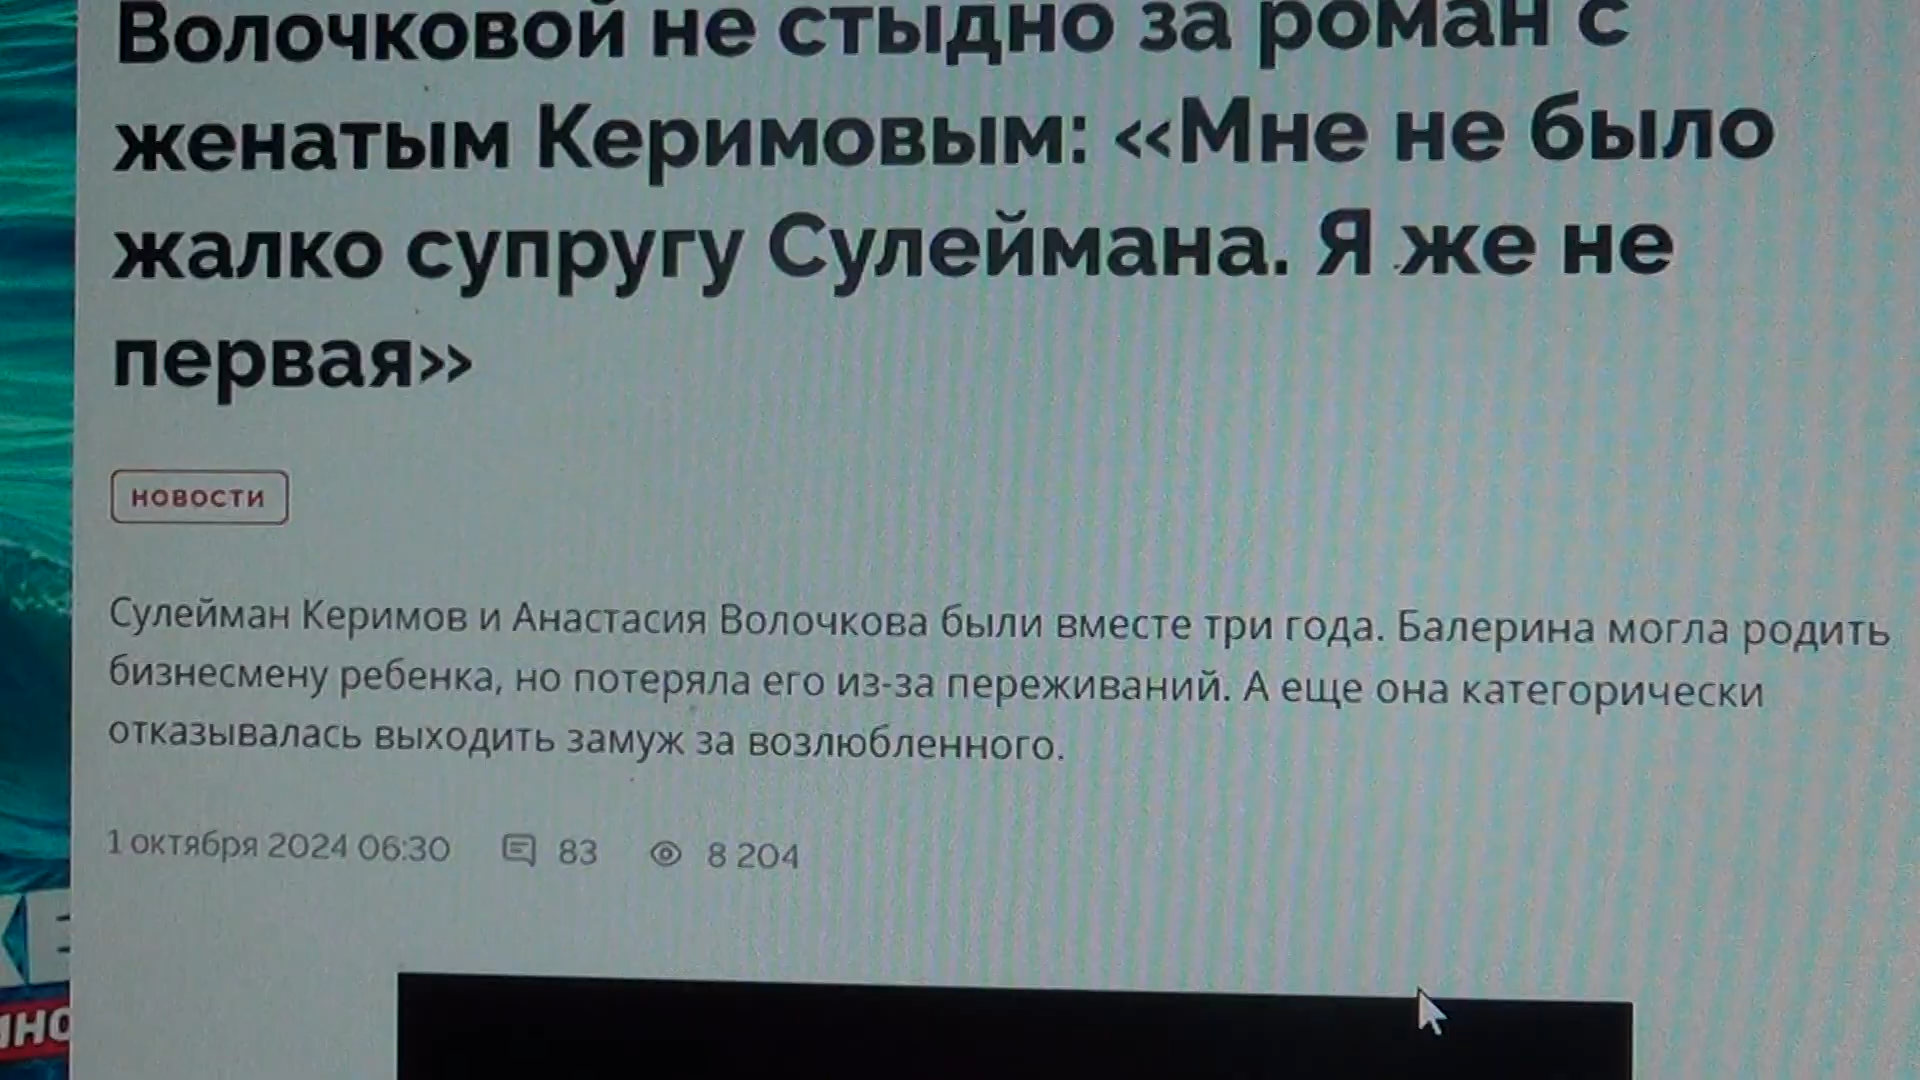 Волочковой не стыдно за роман с
женатым Керимовым: «Мне не было
жалко супругу Сулеймана. Я же не
первая»
новости
Сулейман Керимов и Анастасия Волочкова были вместе три года. Балерина могла родить
бизнесмену ребенка, но потеряла его из-за переживаний. А еще она категорически
отказывалась выходить замуж за возлюбленного.
1 октября 2024 06:30 83 8 204